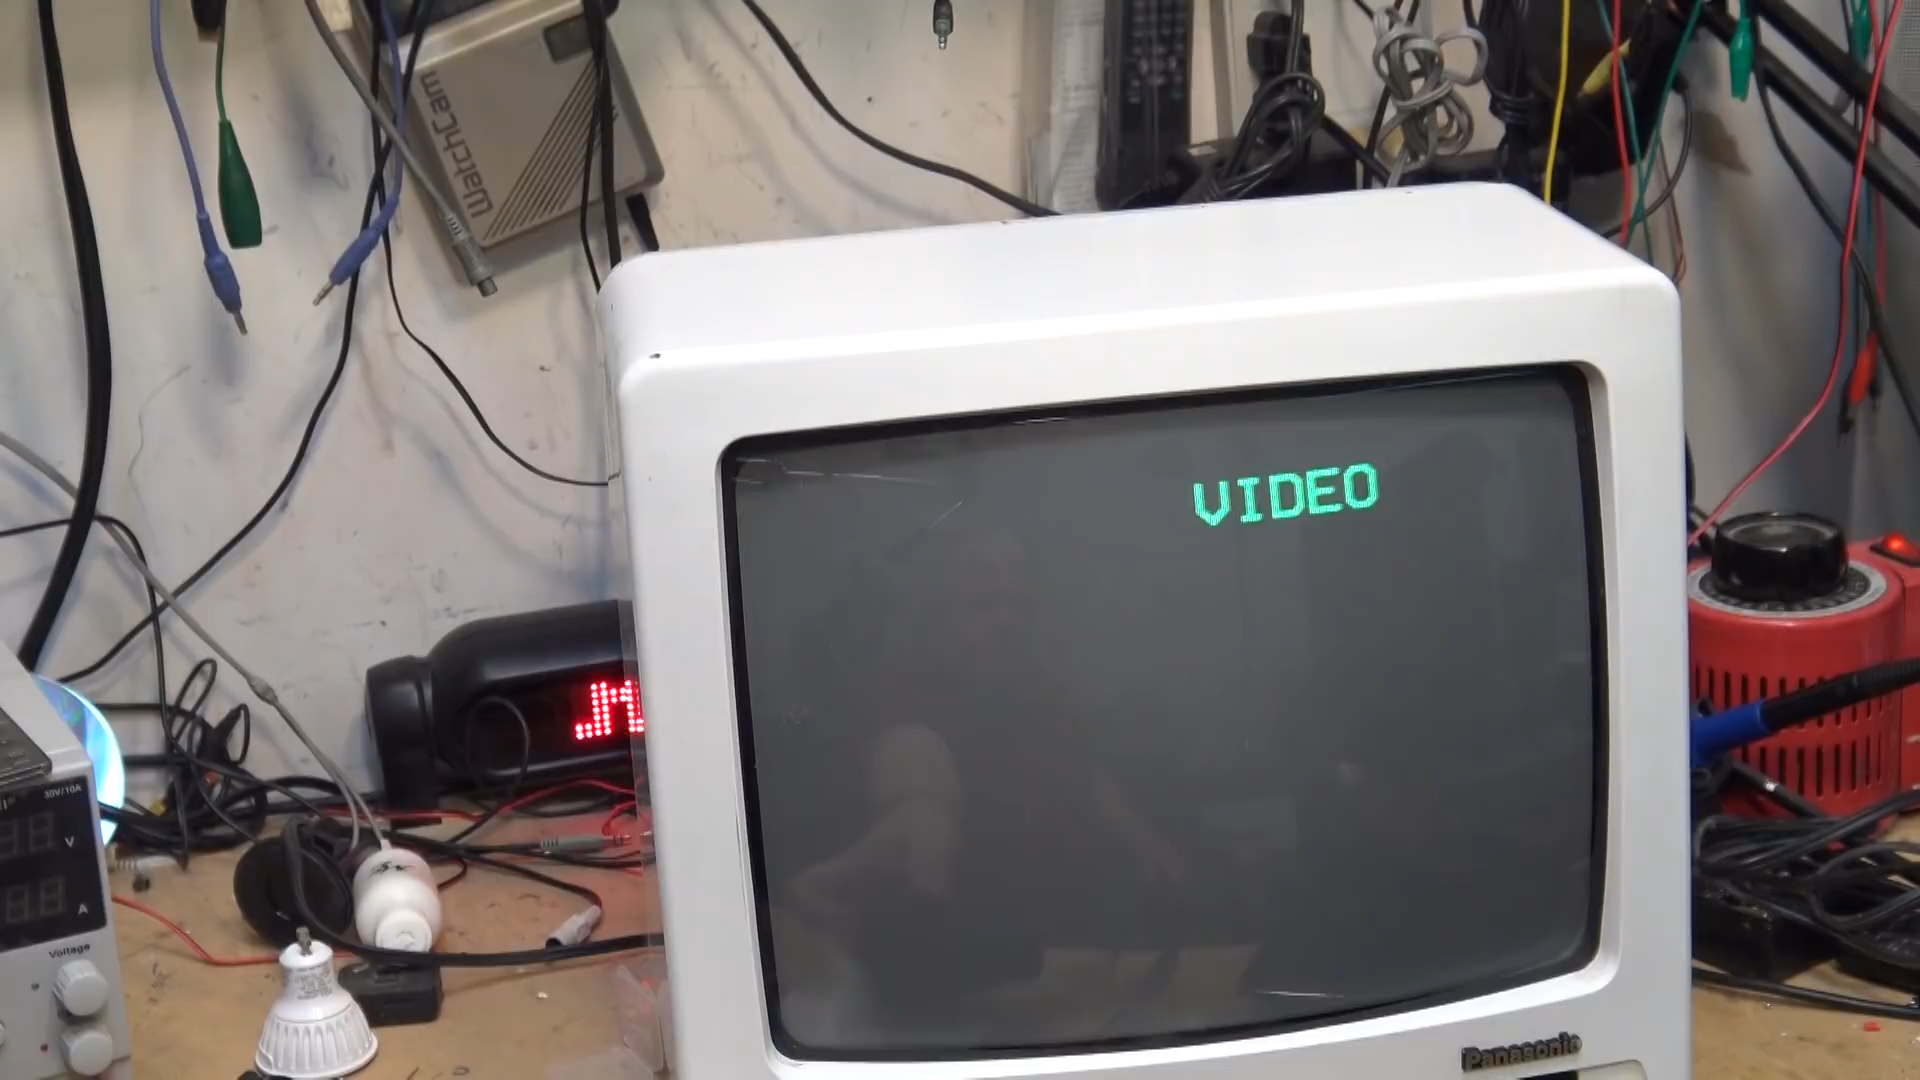 WatchCam
VIDEO
30V/10A
V
A
Voltage
Panasonic